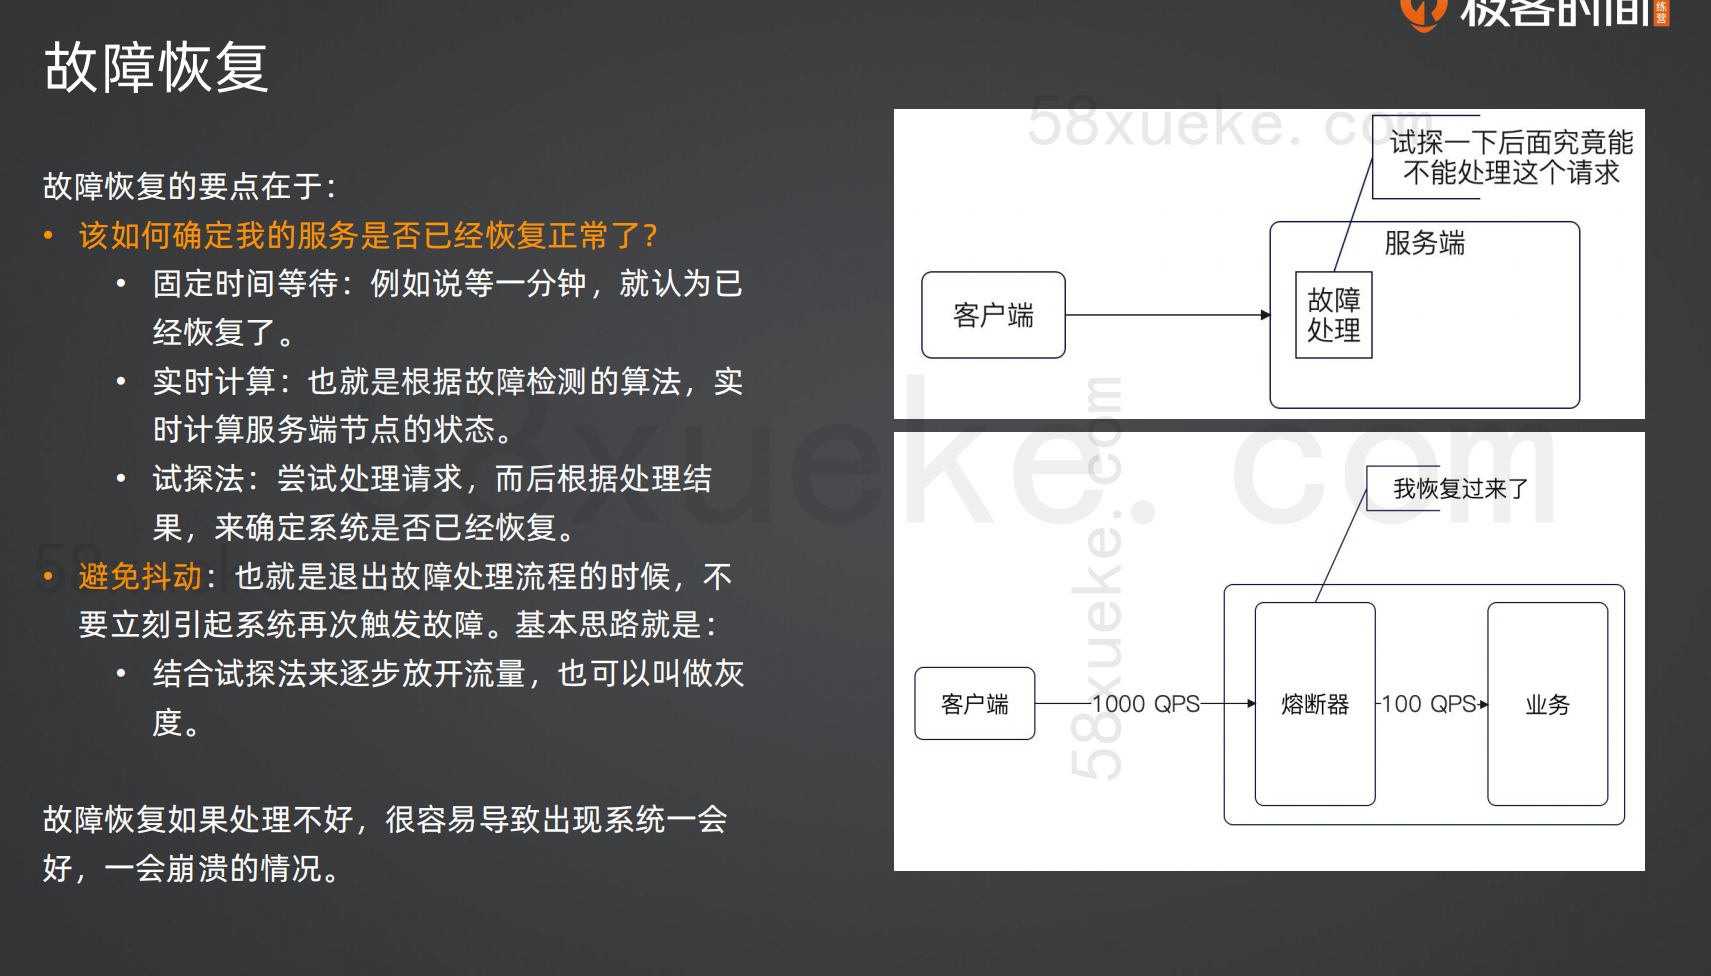 极客时间
练
营
故障恢复
故障恢复的要点在于：
• 该如何确定我的服务是否已经恢复正常了？
• 固定时间等待：例如说等一分钟，就认为已
经恢复了。
• 实时计算：也就是根据故障检测的算法，实
时计算服务端节点的状态。
• 试探法：尝试处理请求，而后根据处理结
果，来确定系统是否已经恢复。
• 避免抖动：也就是退出故障处理流程的时候，不
要立刻引起系统再次触发故障。基本思路就是：
• 结合试探法来逐步放开流量，也可以叫做灰
度。
故障恢复如果处理不好，很容易导致出现系统一会
好，一会崩溃的情况。
58xueke.com
试探一下后面究竟能
不能处理这个请求
服务端
客户端
故障
处理
58xueke.com
58xueke.com
我恢复过来了
客户端
1000 QPS
熔断器
100 QPS
业务